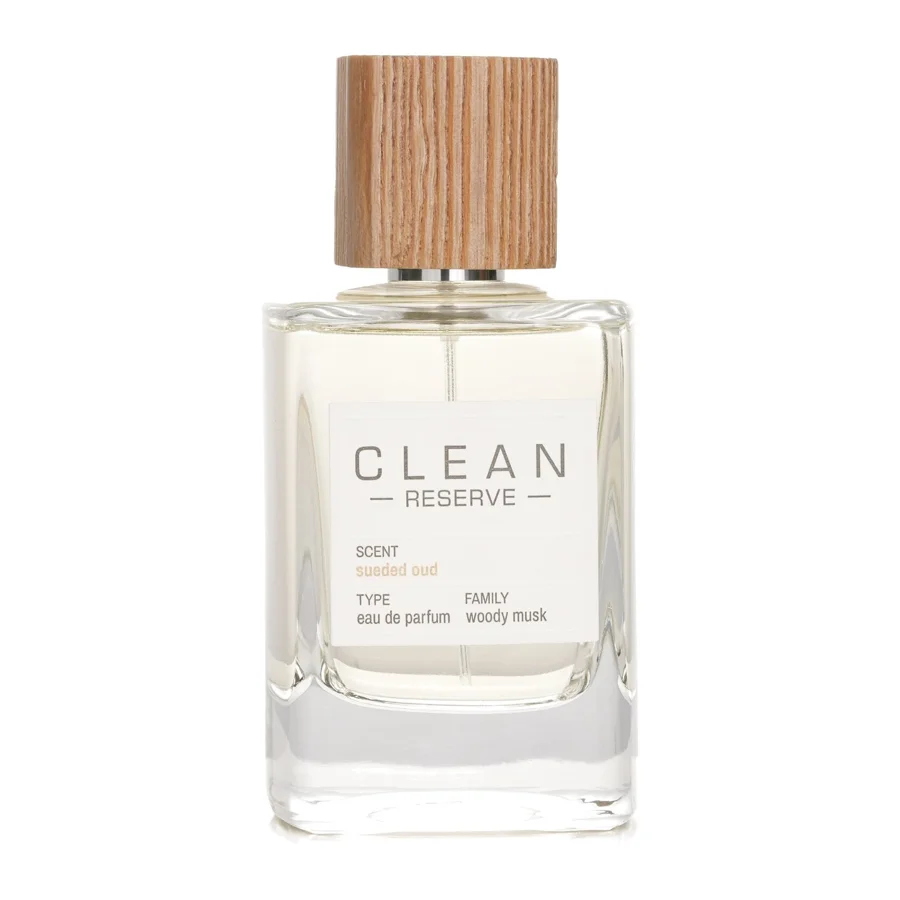 CLEAN
— RESERVE —
SCENT
sueded oud
TYPE FAMILY
eau de parfum woody musk